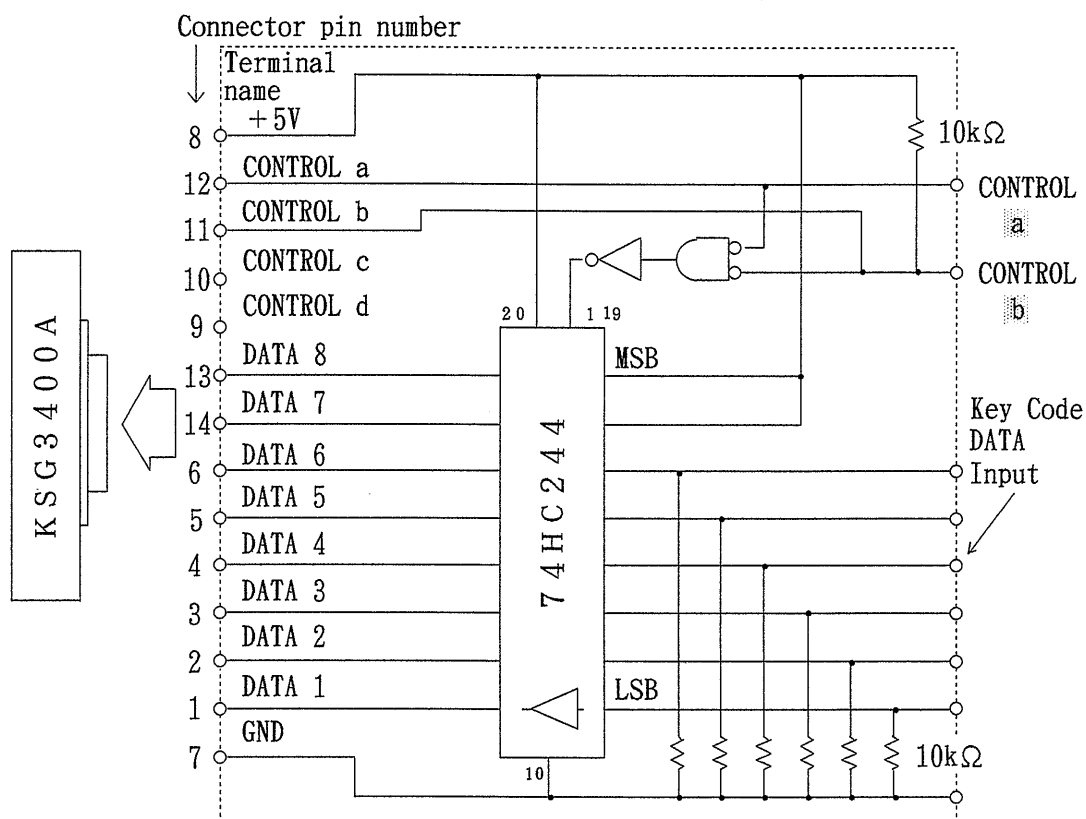 Connector pin number
Terminal
name
+5V
8
10kΩ
CONTROL a
12
CONTROL
a
CONTROL b
11
CONTROL c
10
CONTROL
b
CONTROL d
9
20
1 19
DATA 8
13
MSB
DATA 7
14
Key Code
DATA
Input
DATA 6
6
DATA 5
5
DATA 4
4
DATA 3
3
DATA 2
2
DATA 1
1
LSB
GND
7
10kΩ
10
KSG3400A
74HC244